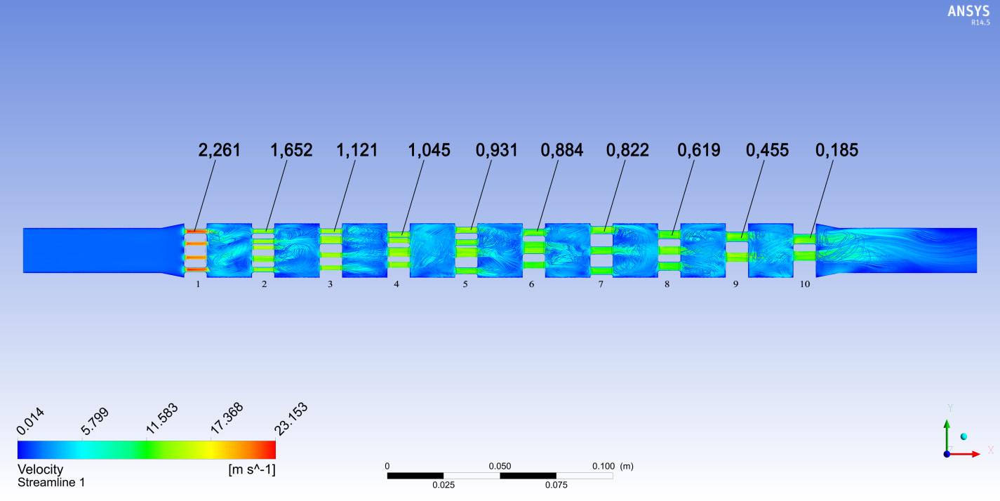 ANSYS
R14.5
2,261 1,652 1,121 1,045 0,931 0,884 0,822 0,619 0,455 0,185
1 2 3 4 5 6 7 8 9 10
0.014 5.799 11.583 17.368 23.153
Velocity [m s^-1]
Streamline 1
0 0.050 0.100 (m)
0.025 0.075
Y
X
Z